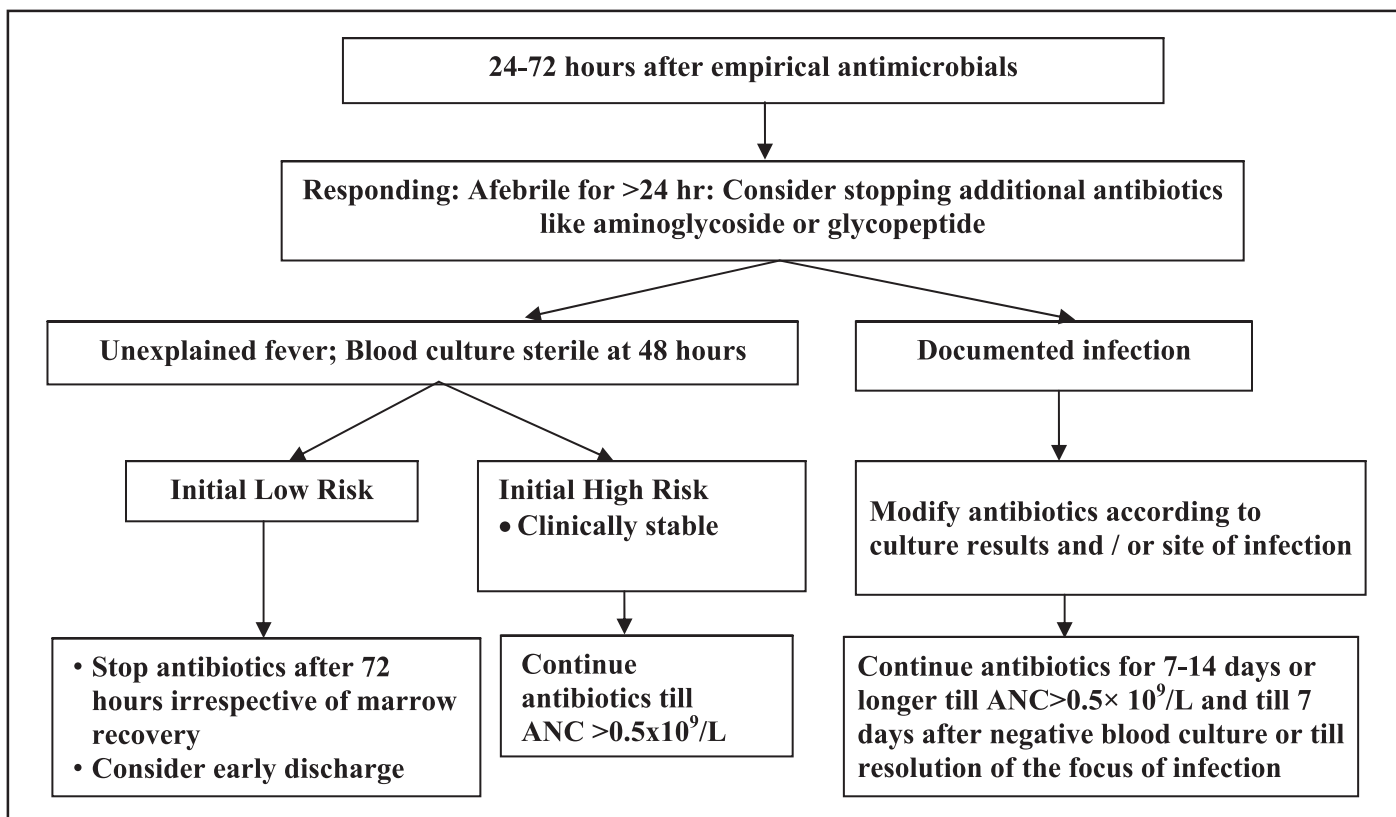 24-72 hours after empirical antimicrobials
Responding: Afebrile for >24 hr: Consider stopping additional antibiotics
like aminoglycoside or glycopeptide
Unexplained fever; Blood culture sterile at 48 hours
Documented infection
Initial Low Risk
Initial High Risk
• Clinically stable
Modify antibiotics according to
culture results and / or site of infection
• Stop antibiotics after 72
hours irrespective of marrow
recovery
• Consider early discharge
Continue
antibiotics till
ANC >0.5x10⁹/L
Continue antibiotics for 7-14 days or
longer till ANC>0.5× 10⁹/L and till 7
days after negative blood culture or till
resolution of the focus of infection